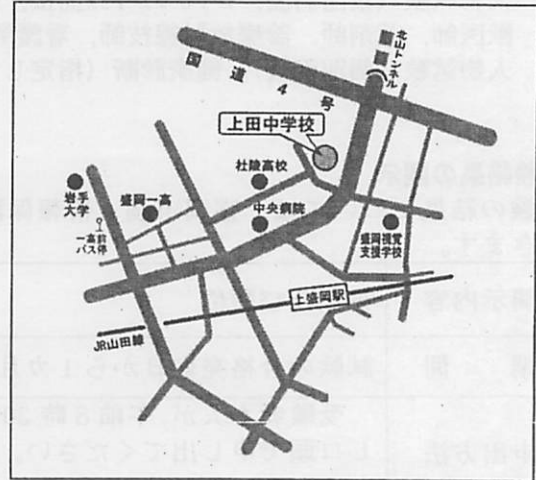 国道4号
北山トンネル
上田中学校
杜陵高校
岩手
大学
盛岡一高
中央病院
盛岡視覚
支援学校
一高前
バス停
上盛岡駅
JR山田線